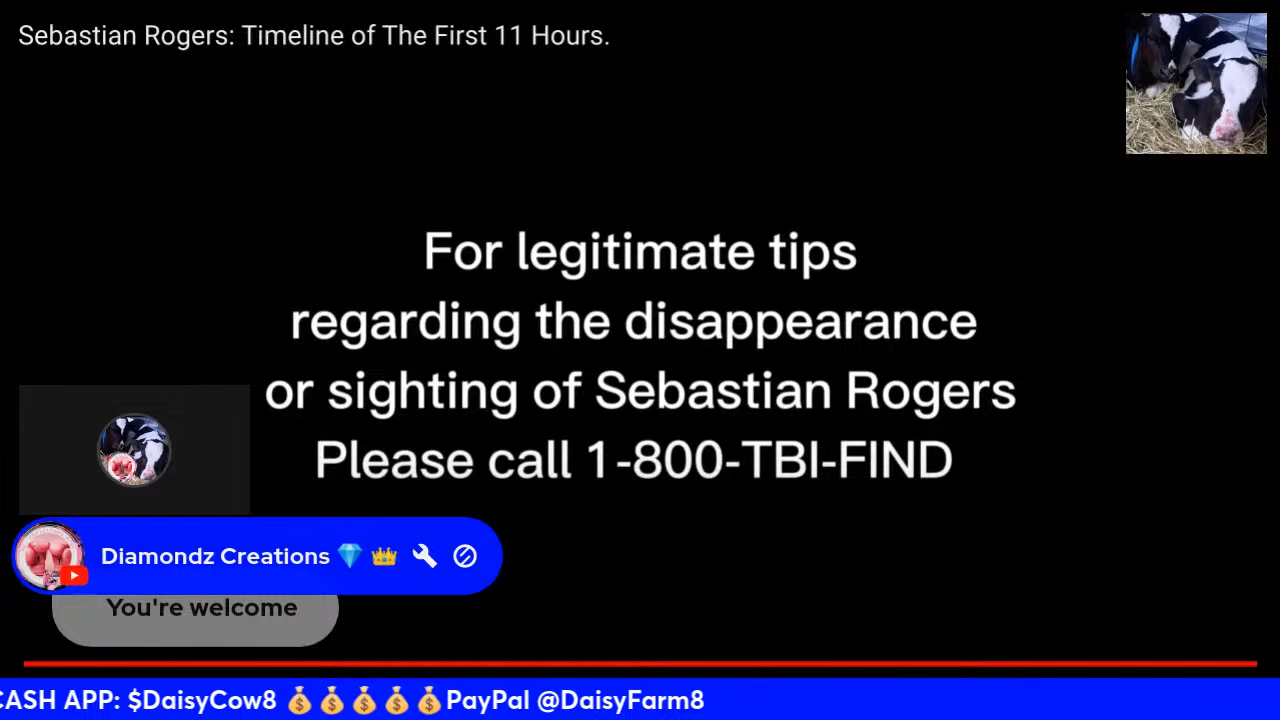 Sebastian Rogers: Timeline of The First 11 Hours.
For legitimate tips
regarding the disappearance
or sighting of Sebastian Rogers
Please call 1-800-TBI-FIND
Diamondz Creations 💎 👑
You're welcome
CASH APP: $DaisyCow8 💰💰💰💰💰PayPal @DaisyFarm8